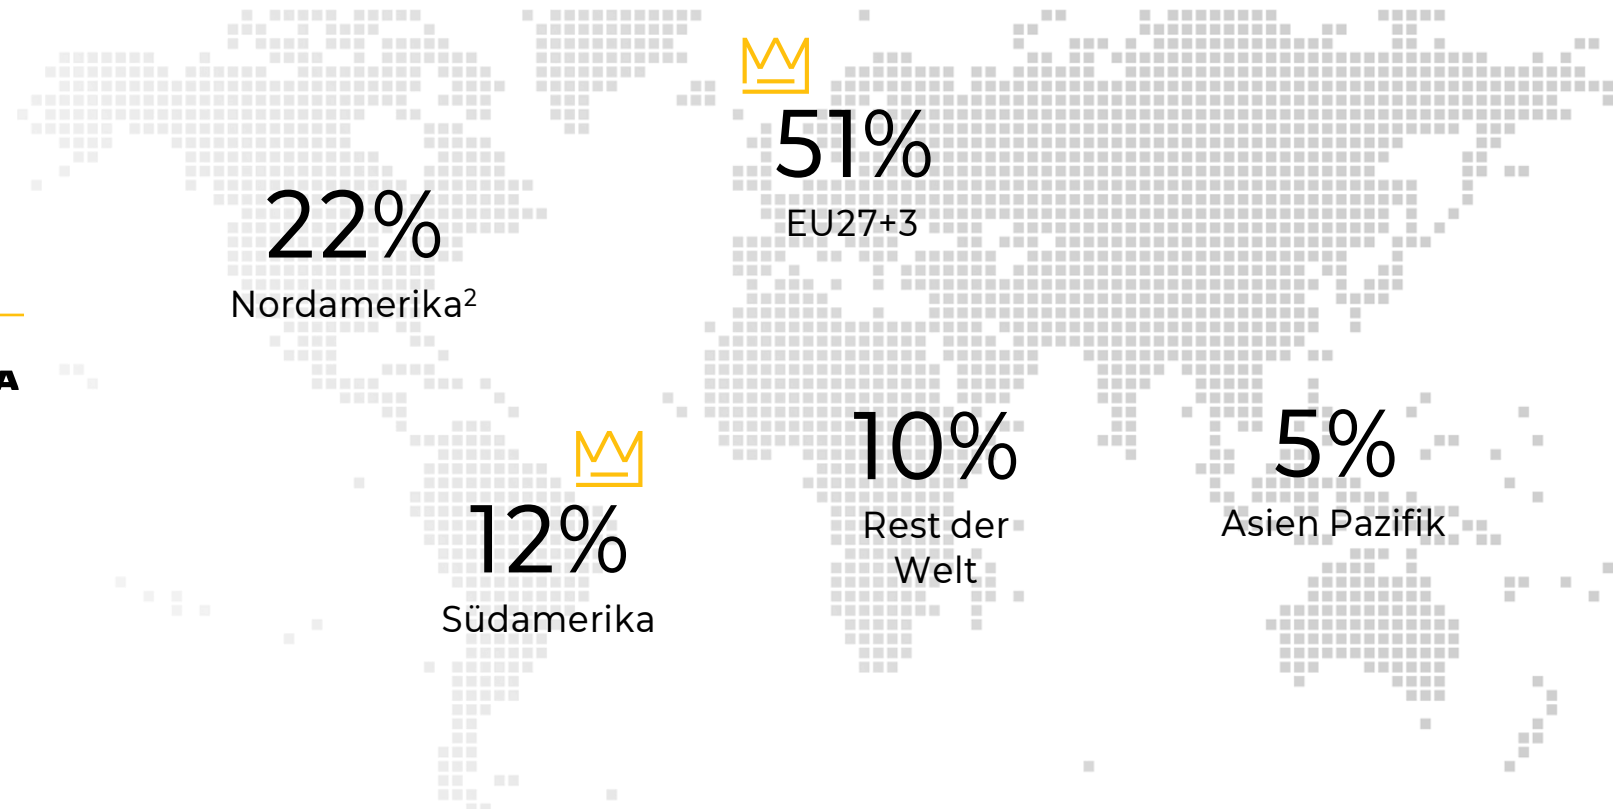 51%
EU27+3
22%
Nordamerika²
A
10%
Rest der
Welt
5%
Asien Pazifik
12%
Südamerika